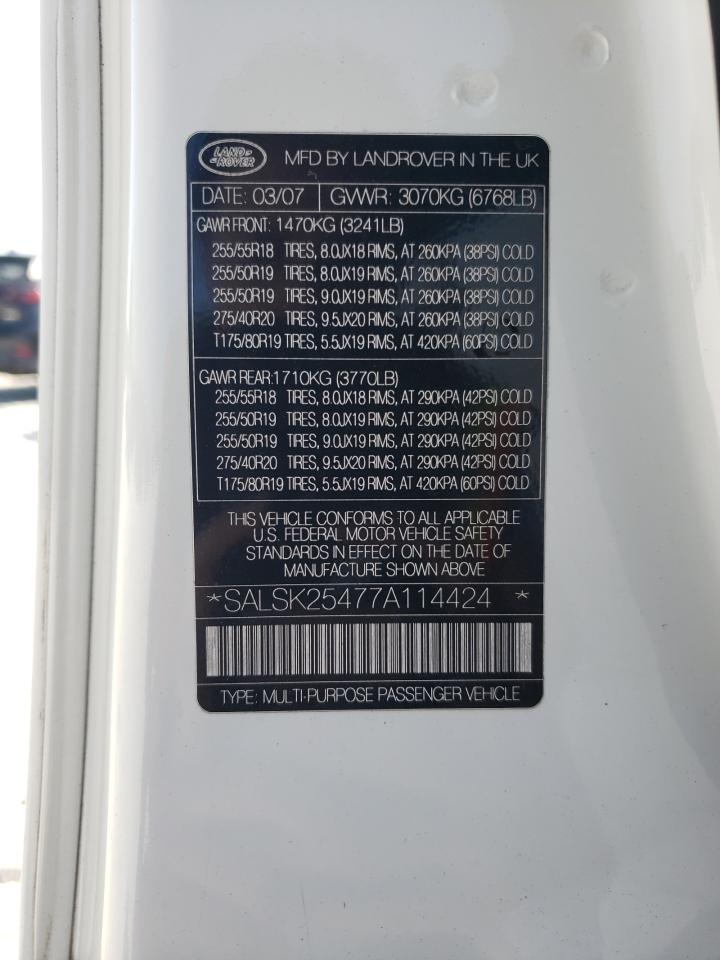 LAND-
-ROVER
MFD BY LANDROVER IN THE UK
DATE: 03/07 GVWR: 3070KG (6768LB)
GAWR FRONT: 1470KG (3241LB)
255/55R18 TIRES, 8.0JX18 RIMS, AT 260KPA (38PSI) COLD
255/50R19 TIRES, 8.0JX19 RIMS, AT 260KPA (38PSI) COLD
255/50R19 TIRES, 9.0JX19 RIMS, AT 260KPA (38PSI) COLD
275/40R20 TIRES, 9.5JX20 RIMS, AT 260KPA (38PSI) COLD
T175/80R19 TIRES, 5.5JX19 RIMS, AT 420KPA (60PSI) COLD
GAWR REAR:1710KG (3770LB)
255/55R18 TIRES, 8.0JX18 RIMS, AT 290KPA (42PSI) COLD
255/50R19 TIRES, 8.0JX19 RIMS, AT 290KPA (42PSI) COLD
255/50R19 TIRES, 9.0JX19 RIMS, AT 290KPA (42PSI) COLD
275/40R20 TIRES, 9.5JX20 RIMS, AT 290KPA (42PSI) COLD
T175/80R19 TIRES, 5.5JX19 RIMS, AT 420KPA (60PSI) COLD
THIS VEHICLE CONFORMS TO ALL APPLICABLE
U.S. FEDERAL MOTOR VEHICLE SAFETY
STANDARDS IN EFFECT ON THE DATE OF
MANUFACTURE SHOWN ABOVE
*SALSK25477A114424 *
TYPE: MULTI-PURPOSE PASSENGER VEHICLE